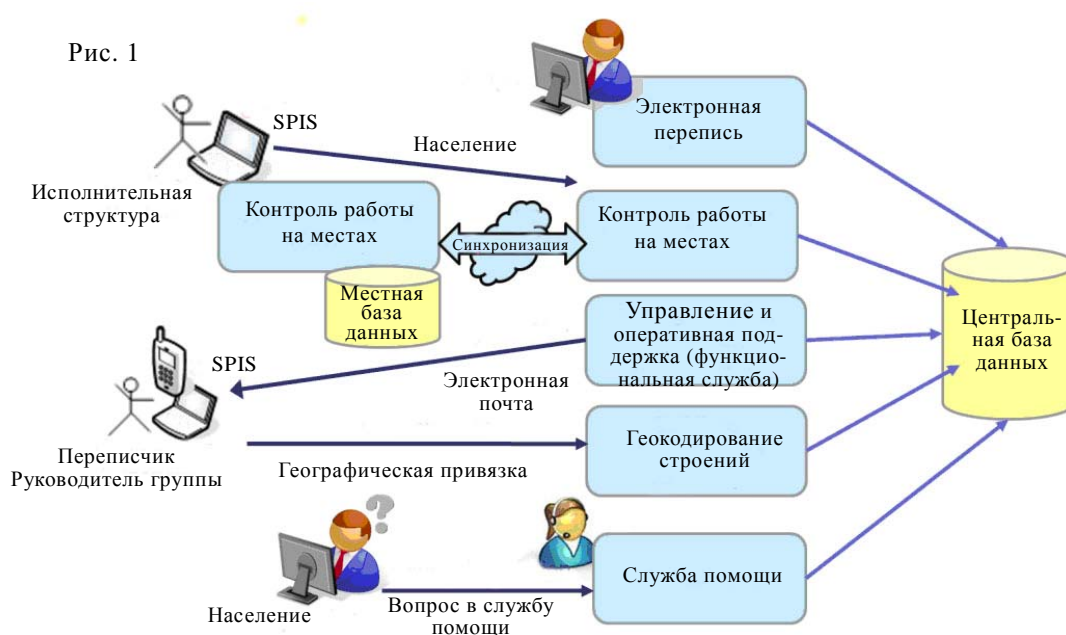 Рис. 1
Электронная
перепись
SPIS
Население
Исполнительная
структура
Контроль работы
на местах
Синхронизация
Контроль работы
на местах
Местная
база
данных
Управление и
оперативная под-
держка (функцио-
нальная служба)
Централь-
ная база
данных
SPIS
Электронная
почта
Переписчик
Руководитель группы
Географическая привязка
Геокодирование
строений
Население
Вопрос в службу
помощи
Служба помощи